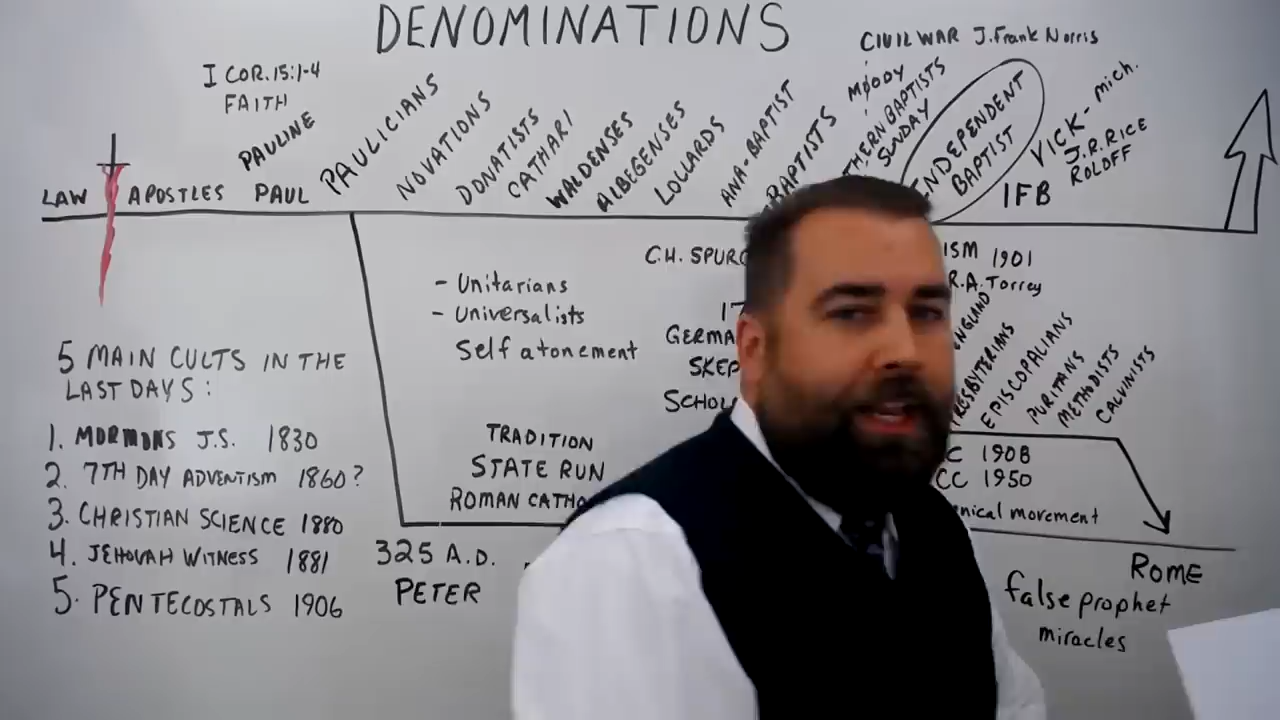 DENOMINATIONS
CIVIL WAR J. Frank Norris
I COR. 15:1-4
FAITH
PAULINE
LAW
APOSTLES
PAUL
PAULICIANS
NOVATIONS
DONATISTS
CATHARI
WALDENSES
ALBEGENSES
LOLLARDS
ANA-BAPTIST
BAPTISTS
MOODY
THERN BAPTISTS
SUNDAY
INDEPENDENT
BAPTIST
IFB
VICK - mich.
J.R. RICE
ROLOFF
C.H. SPURG
- Unitarians
- Universalists
Self atonement
17
GERMA
SKEP
SCHOL
ISM 1901
R.A. Torrey
ENGLAND
PRESBYTERIANS
EPISCOPALIANS
PURITANS
METHODISTS
CALVINISTS
5 MAIN CULTS IN THE
LAST DAYS:
1. MORMONS J.S. 1830
2. 7TH DAY ADVENTISM 1860?
3. CHRISTIAN SCIENCE 1880
4. JEHOVAH WITNESS 1881
5. PENTECOSTALS 1906
TRADITION
STATE RUN
ROMAN CATHO
325 A.D.
PETER
C 1908
CC 1950
nical movement
ROME
false prophet
miracles